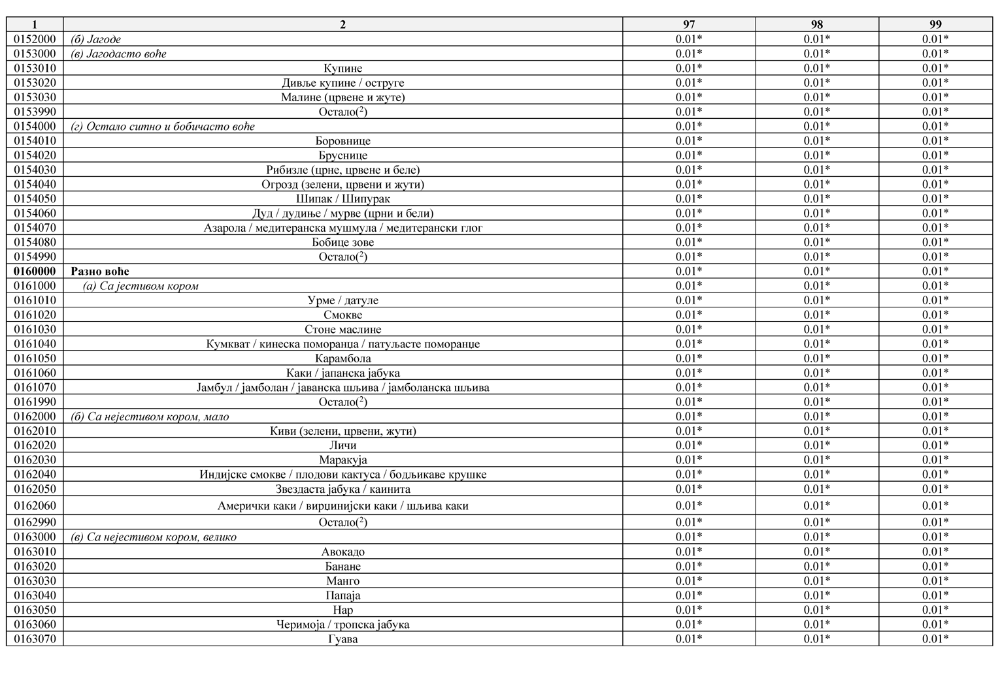 1 2 97 98 99
0152000 (б) Јагоде 0.01* 0.01* 0.01*
0153000 (в) Јагодасто воће 0.01* 0.01* 0.01*
0153010 Купине 0.01* 0.01* 0.01*
0153020 Дивље купине / оструге 0.01* 0.01* 0.01*
0153030 Малине (црвене и жуте) 0.01* 0.01* 0.01*
0153990 Остало(2) 0.01* 0.01* 0.01*
0154000 (г) Остало ситно и бобичасто воће 0.01* 0.01* 0.01*
0154010 Боровнице 0.01* 0.01* 0.01*
0154020 Бруснице 0.01* 0.01* 0.01*
0154030 Рибизле (црне, црвене и беле) 0.01* 0.01* 0.01*
0154040 Огрозд (зелени, црвени и жути) 0.01* 0.01* 0.01*
0154050 Шипак / Шипурак 0.01* 0.01* 0.01*
0154060 Дуд / дудиње / мурве (црни и бели) 0.01* 0.01* 0.01*
0154070 Азарола / медитеранска мушмула / медитерански глог 0.01* 0.01* 0.01*
0154080 Бобице зове 0.01* 0.01* 0.01*
0154990 Остало(2) 0.01* 0.01* 0.01*
0160000 Разно воће 0.01* 0.01* 0.01*
0161000 (а) Са јестивом кором 0.01* 0.01* 0.01*
0161010 Урме / датуле 0.01* 0.01* 0.01*
0161020 Смокве 0.01* 0.01* 0.01*
0161030 Стоне маслине 0.01* 0.01* 0.01*
0161040 Кумкват / кинеска поморанџа / патуљасте поморанџе 0.01* 0.01* 0.01*
0161050 Карамбола 0.01* 0.01* 0.01*
0161060 Каки / јапанска јабука 0.01* 0.01* 0.01*
0161070 Јамбул / јамболан / јаванска шљива / јамболанска шљива 0.01* 0.01* 0.01*
0161990 Остало(2) 0.01* 0.01* 0.01*
0162000 (б) Са нејестивом кором, мало 0.01* 0.01* 0.01*
0162010 Киви (зелени, црвени, жути) 0.01* 0.01* 0.01*
0162020 Личи 0.01* 0.01* 0.01*
0162030 Маракуја 0.01* 0.01* 0.01*
0162040 Индијске смокве / плодови кактуса / бодљикаве крушке 0.01* 0.01* 0.01*
0162050 Звездаста јабука / каинита 0.01* 0.01* 0.01*
0162060 Амерички каки / вирџинијски каки / шљива каки 0.01* 0.01* 0.01*
0162990 Остало(2) 0.01* 0.01* 0.01*
0163000 (в) Са нејестивом кором, велико 0.01* 0.01* 0.01*
0163010 Авокадо 0.01* 0.01* 0.01*
0163020 Банане 0.01* 0.01* 0.01*
0163030 Манго 0.01* 0.01* 0.01*
0163040 Папаја 0.01* 0.01* 0.01*
0163050 Нар 0.01* 0.01* 0.01*
0163060 Черимоја / тропска јабука 0.01* 0.01* 0.01*
0163070 Гуава 0.01* 0.01* 0.01*